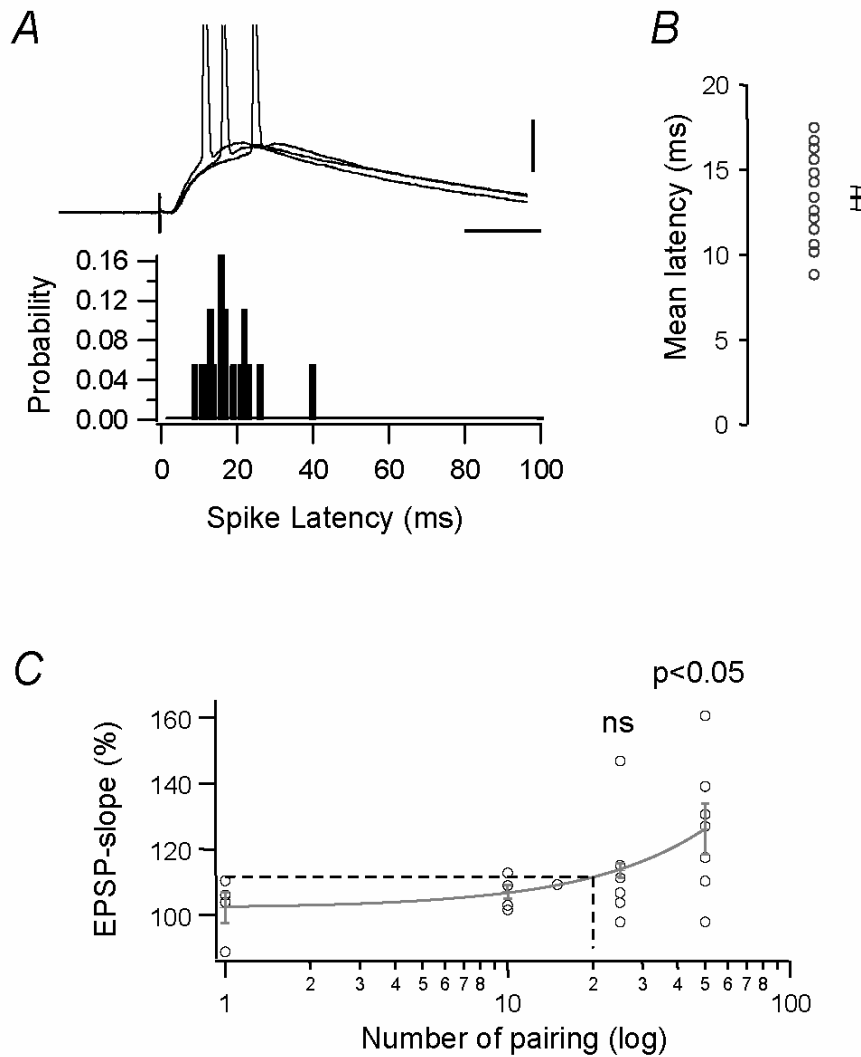 A
B
0.16
0.12
0.08
0.04
0.00
Probability
0 20 40 60 80 100
Spike Latency (ms)
20
15
10
5
0
Mean latency (ms)
C
p<0.05
ns
160
140
120
100
EPSP-slope (%)
2 3 4 5 6 7 8 2 3 4 5 6 7 8
1 10 100
Number of pairing (log)